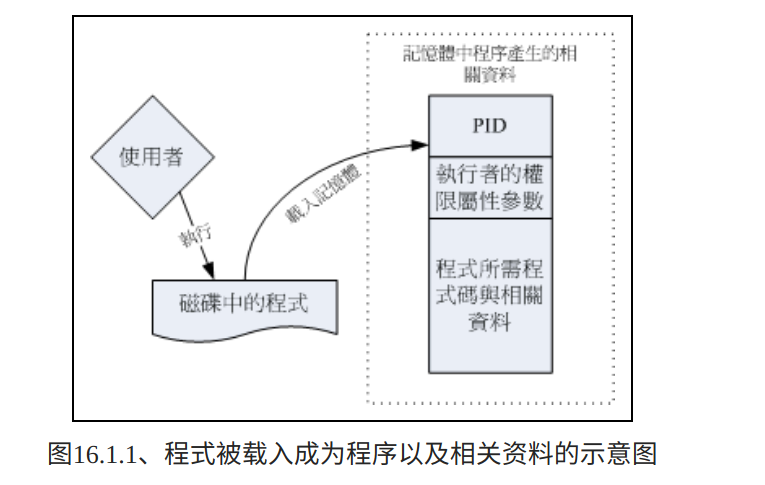 記憶體中程序產生的相
關資料
使用者
PID
執行者的權
限屬性參數
載入記憶體
執行
程式所需程
式碼與相關
資料
磁碟中的程式
图16.1.1、程式被载入成为程序以及相关资料的示意图